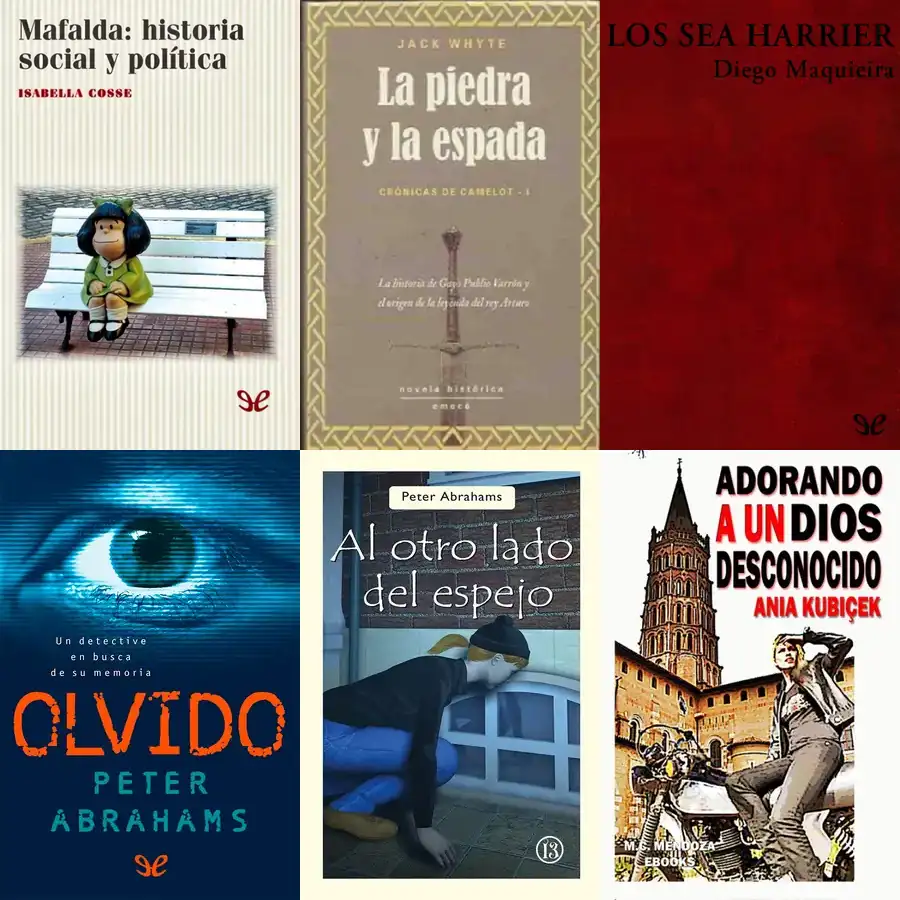 Mafalda: historia
social y política
ISABELLA COSSE
JACK WHYTE
La piedra
y la espada
CRÓNICAS DE CAMELOT - I
La historia de Gayo Publio Varrón y
el origen de la leyenda del rey Arturo
novela histórica
emecé
LOS SEA HARRIER
Diego Maquieira
Un detective
en busca
de su memoria
OLVIDO
PETER
ABRAHAMS
Peter Abrahams
Al otro lado
del espejo
13
ADORANDO
A UN DIOS
DESCONOCIDO
ANIA KUBIÇEK
M.C. MENDOZA
EBOOKS